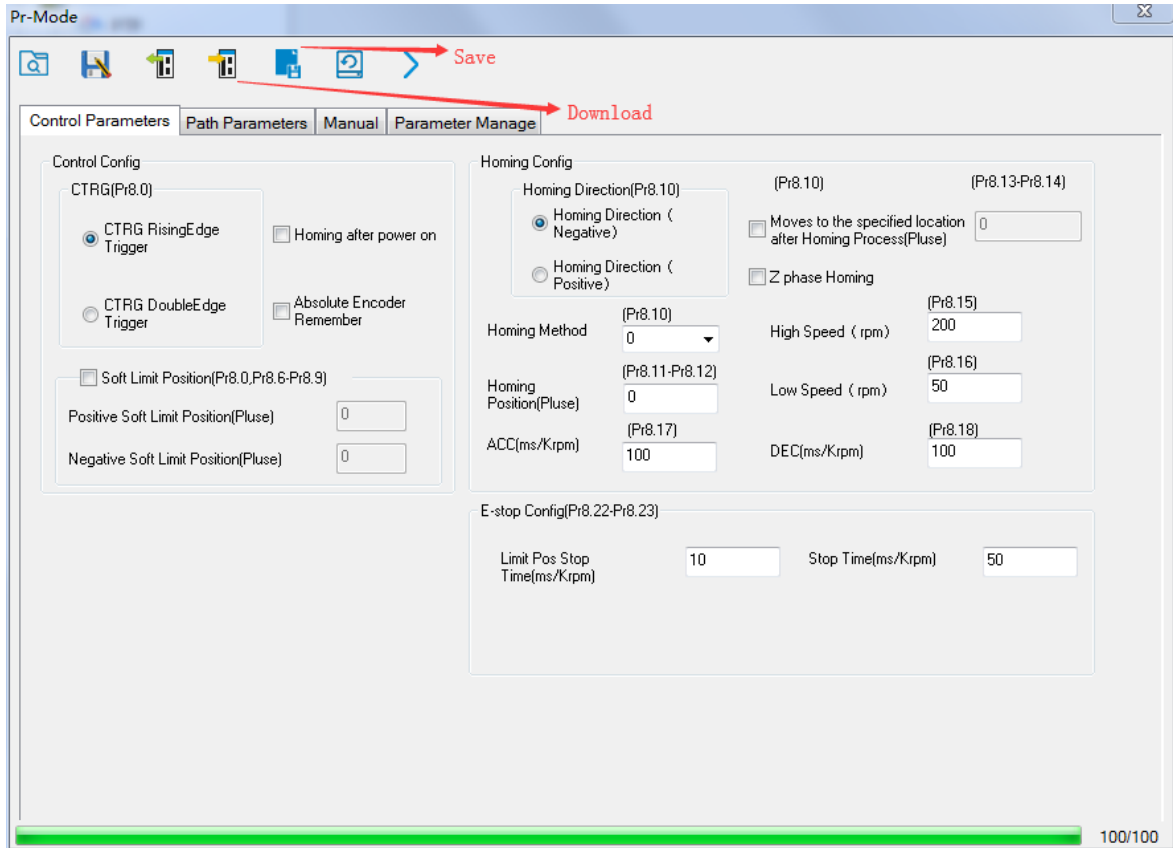 Pr-Mode
Save
Download
Control Parameters
Path Parameters
Manual
Parameter Manage
Control Config
CTRG(Pr8.0)
CTRG RisingEdge
Trigger
Homing after power on
CTRG DoubleEdge
Trigger
Absolute Encoder
Remember
Soft Limit Position(Pr8.0,Pr8.6-Pr8.9)
Positive Soft Limit Position(Pluse)
0
Negative Soft Limit Position(Pluse)
0
Homing Config
Homing Direction(Pr8.10)
Homing Direction (
Negative)
Homing Direction (
Positive)
(Pr8.10)
(Pr8.13-Pr8.14)
Moves to the specified location
after Homing Process(Pluse)
0
Z phase Homing
(Pr8.10)
Homing Method
0
(Pr8.15)
High Speed ( rpm)
200
(Pr8.11-Pr8.12)
Homing
Position(Pluse)
0
(Pr8.16)
Low Speed ( rpm)
50
(Pr8.17)
ACC(ms/Krpm)
100
(Pr8.18)
DEC(ms/Krpm)
100
E-stop Config(Pr8.22-Pr8.23)
Limit Pos Stop
Time(ms/Krpm)
10
Stop Time(ms/Krpm)
50
100/100